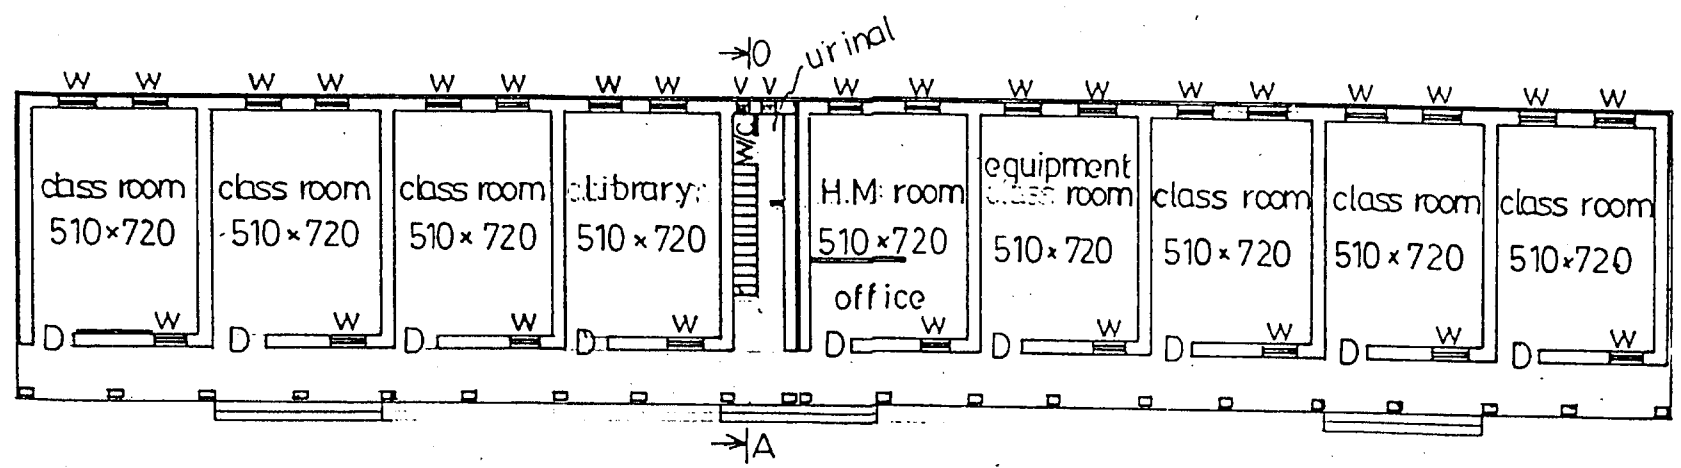 O
urinal
W W W W W W W W V V W W W W W W W W W W
W/C
class room
510×720
class room
510×720
class room
510×720
Library
510×720
H.M. room
510×720
office
equipment
class room
510×720
class room
510×720
class room
510×720
class room
510×720
D W D W D W D W D W D W D W D W D W
A